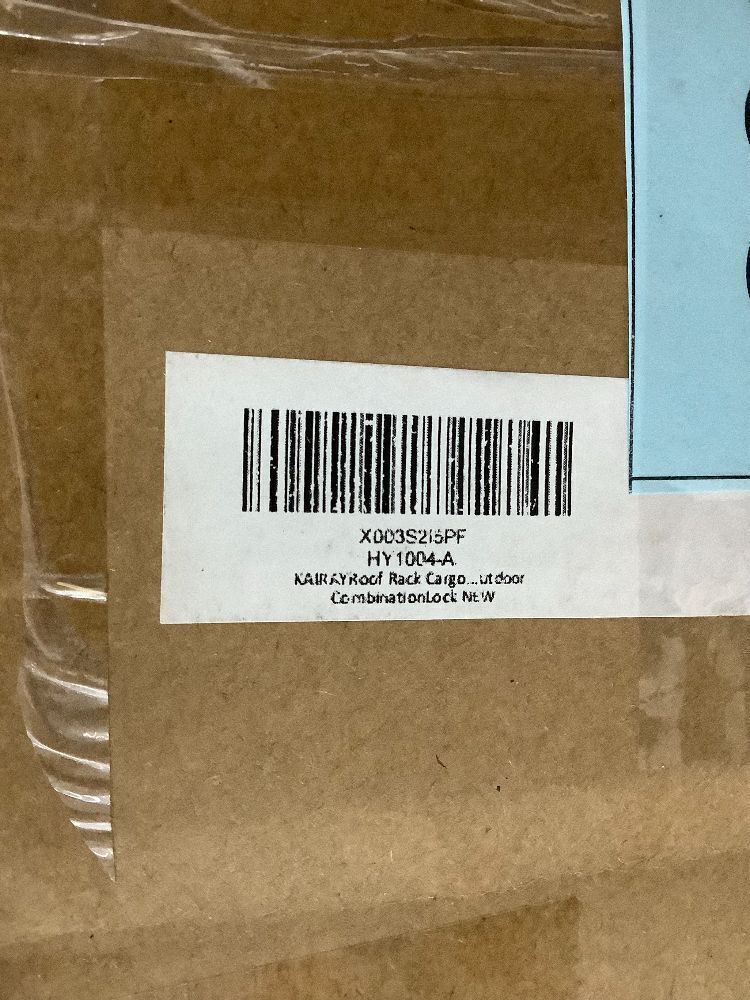 X003S2I5PF
HY1004-A
KAIRAYRoof Rack Cargo...utdoor
CombinationLock NEW